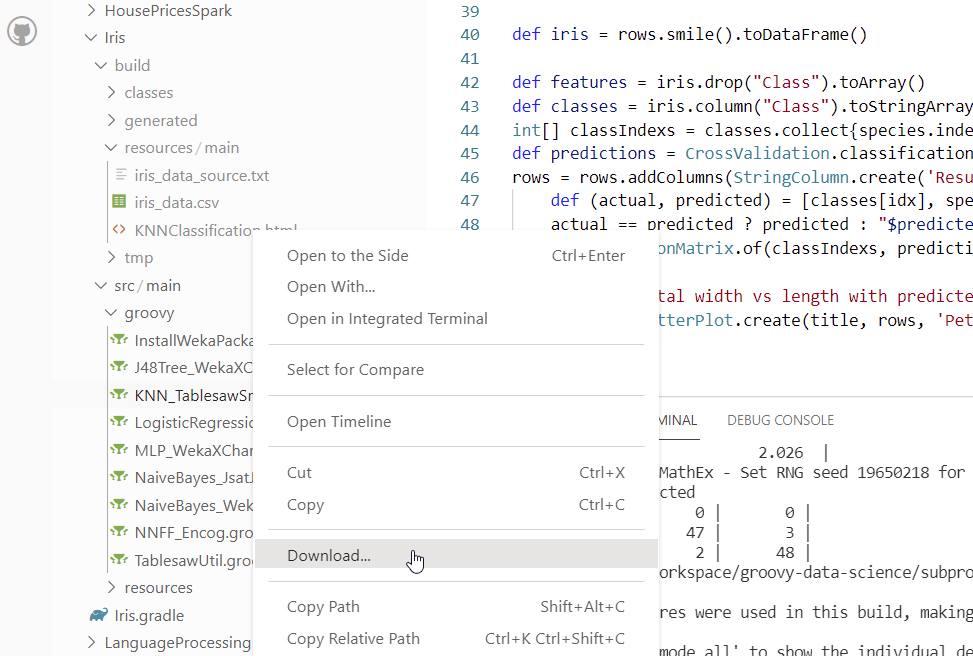 HousePricesSpark
Iris
build
classes
generated
resources/main
iris_data_source.txt
iris_data.csv
KNNClassification.html
tmp
src/main
groovy
InstallWekaPacka
J48Tree_WekaXC
KNN_TablesawSr
LogisticRegressio
MLP_WekaXChar
NaiveBayes_JsatJ
NaiveBayes_Wek
NNFF_Encog.gro
TablesawUtil.groo
resources
Iris.gradle
LanguageProcessing
39
40 def iris = rows.smile().toDataFrame()
41
42 def features = iris.drop("Class").toArray()
43 def classes = iris.column("Class").toStringArray
44 int[] classIndexs = classes.collect{species.inde
45 def predictions = CrossValidation.classification
46 rows = rows.addColumns(StringColumn.create('Resu
47 def (actual, predicted) = [classes[idx], spe
48 actual == predicted ? predicted : "$predicte
onMatrix.of(classIndexs, predicti
tal width vs length with predicte
tterPlot.create(title, rows, 'Pet
Open to the Side Ctrl+Enter
Open With...
Open in Integrated Terminal
Select for Compare
Open Timeline
Cut Ctrl+X
Copy Ctrl+C
Download...
Copy Path Shift+Alt+C
Copy Relative Path Ctrl+K Ctrl+Shift+C
MINAL DEBUG CONSOLE
2.026 |
MathEx - Set RNG seed 19650218 for
cted
0 | 0 |
47 | 3 |
2 | 48 |
orkspace/groovy-data-science/subpro
res were used in this build, making
mode all' to show the individual de